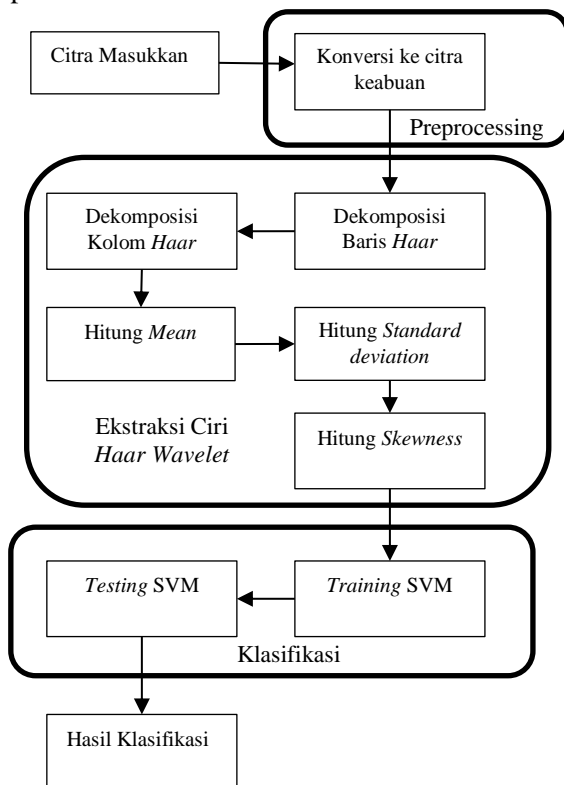 Citra Masukkan
Konversi ke citra
keabuan
Preprocessing
Dekomposisi
Kolom Haar
Dekomposisi
Baris Haar
Hitung Mean
Hitung Standard
deviation
Ekstraksi Ciri
Haar Wavelet
Hitung Skewness
Testing SVM
Training SVM
Klasifikasi
Hasil Klasifikasi